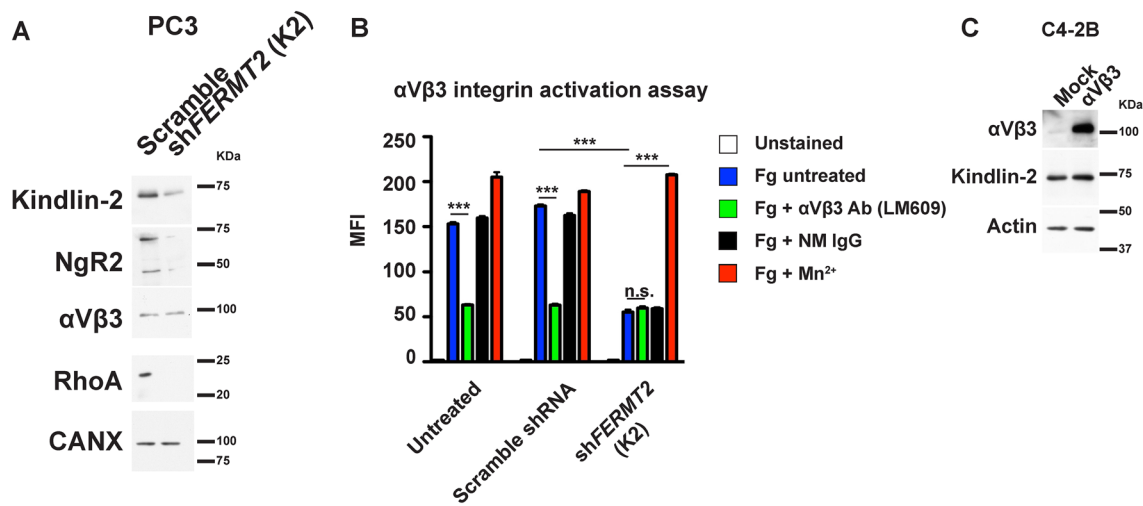 A
PC3
Scramble
shFERMT2 (K2)
KDa
Kindlin-2
75
NgR2
75
50
αVβ3
100
RhoA
25
20
CANX
100
75
B
αVβ3 integrin activation assay
MFI
250
200
150
100
50
0
***
***
***
***
n.s.
Untreated
Scramble shRNA
shFERMT2
(K2)
Unstained
Fg untreated
Fg + αVβ3 Ab (LM609)
Fg + NM IgG
Fg + Mn²⁺
C
C4-2B
Mock
αVβ3
KDa
αVβ3
100
Kindlin-2
75
Actin
50
37